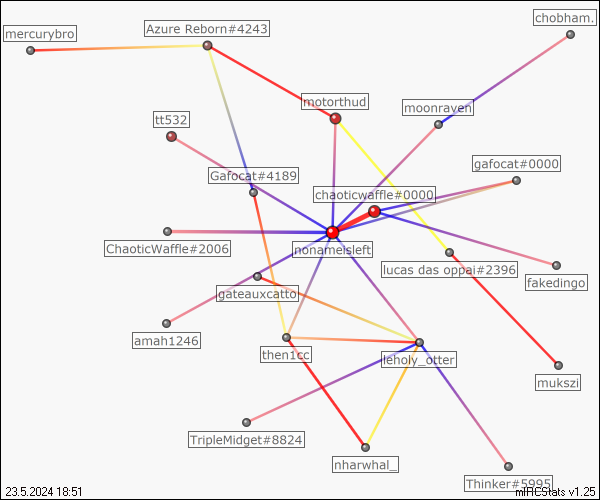 chobham.
Azure Reborn#4243
mercurybro
motorthud
moonraven
tt532
gafocat#0000
Gafocat#4189
chaoticwaffle#0000
ChaoticWaffle#2006
nonameisleft
lucas das oppai#2396
fakedingo
gateauxcatto
amah1246
then1cc
leholy_otter
mukszi
TripleMidget#8824
nharwhal_
Thinker#5995
23.5.2024 18:51
mIRCStats v1.25